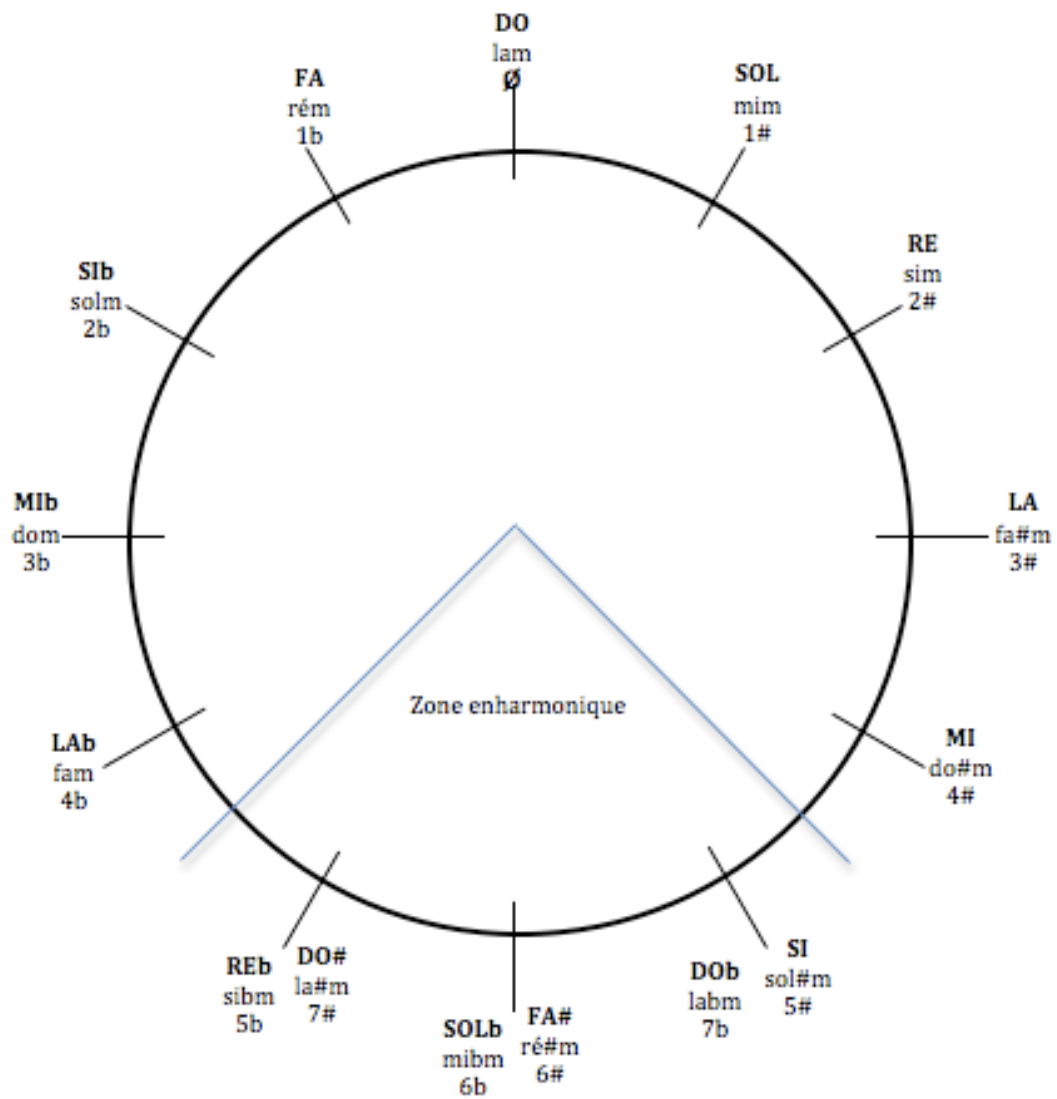 DO
lam
Ø
SOL
mim
1#
RE
sim
2#
LA
fa#m
3#
MI
do#m
4#
SI
sol#m
5#
DOb
labm
7b
FA#
ré#m
6#
SOLb
mibm
6b
DO#
la#m
7#
REb
sibm
5b
LAb
fam
4b
MIb
dom
3b
SIb
solm
2b
FA
rém
1b
Zone enharmonique